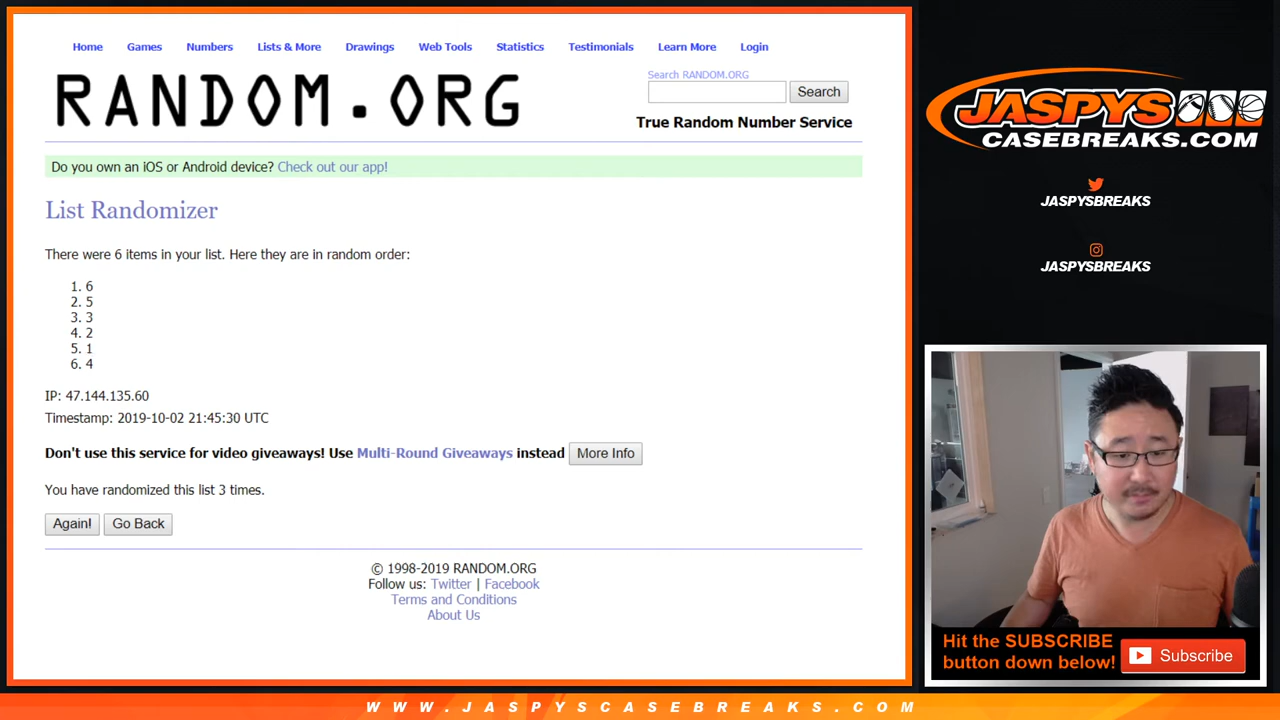 Home Games Numbers Lists & More Drawings Web Tools Statistics Testimonials Learn More Login
RANDOM.ORG
Search RANDOM.ORG
Search
True Random Number Service
Do you own an iOS or Android device? Check out our app!
List Randomizer
There were 6 items in your list. Here they are in random order:
1. 6
2. 5
3. 3
4. 2
5. 1
6. 4
IP: 47.144.135.60
Timestamp: 2019-10-02 21:45:30 UTC
Don't use this service for video giveaways! Use Multi-Round Giveaways instead More Info
You have randomized this list 3 times.
Again! Go Back
© 1998-2019 RANDOM.ORG
Follow us: Twitter | Facebook
Terms and Conditions
About Us
JASPYS
CASEBREAKS.COM
JASPYSBREAKS
JASPYSBREAKS
Hit the SUBSCRIBE
button down below!
Subscribe
WWW.JASPYSCASEBREAKS.COM